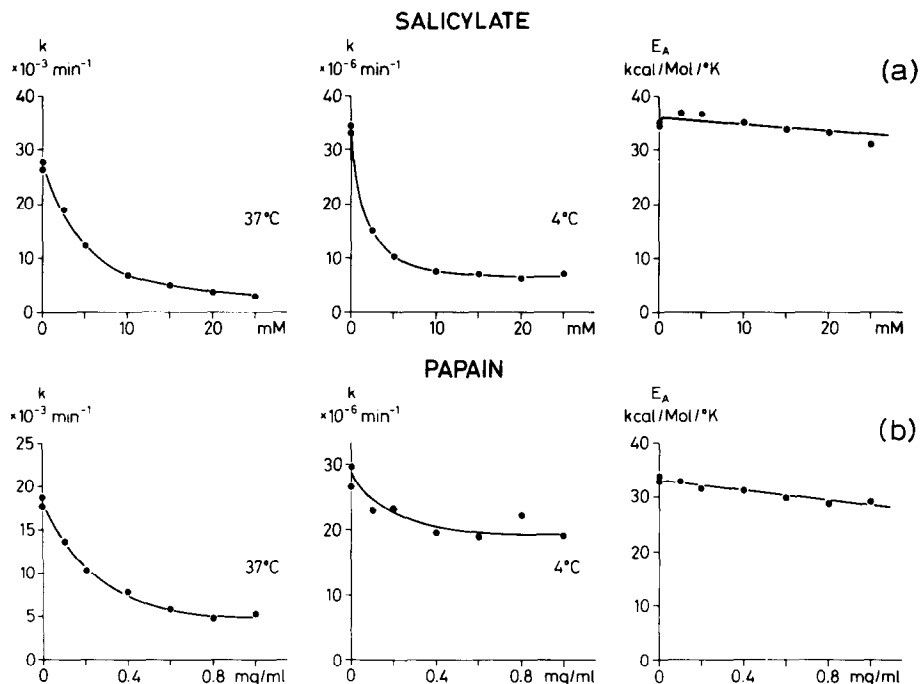 SALICYLATE
k
×10⁻³ min⁻¹
40
30
20
10
0
37°C
0 10 20 mM
k
×10⁻⁶ min⁻¹
40
30
20
10
0
4°C
0 10 20 mM
E_A
kcal/Mol/°K
40
30
20
10
0
0 10 20 mM
(a)
PAPAIN
k
×10⁻³ min⁻¹
25
20
15
10
5
0
37°C
0 0.4 0.8 mg/ml
k
×10⁻⁶ min⁻¹
30
20
10
0
4°C
0 0.4 0.8 mg/ml
E_A
kcal/Mol/°K
40
30
20
10
0
0 0.4 0.8 mg/ml
(b)